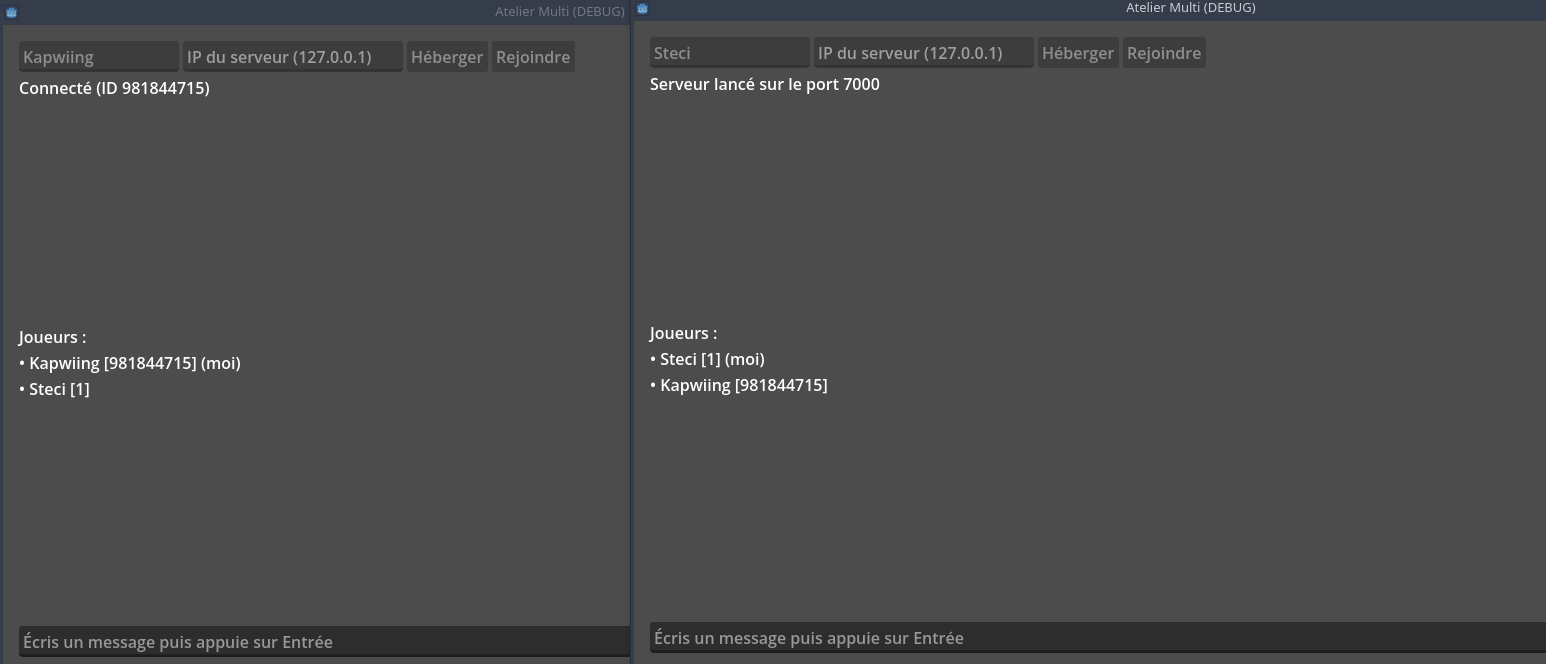 Atelier Multi (DEBUG)
Kapwiing IP du serveur (127.0.0.1) Héberger Rejoindre
Connecté (ID 981844715)
Joueurs :
• Kapwiing [981844715] (moi)
• Steci [1]
Écris un message puis appuie sur Entrée
Atelier Multi (DEBUG)
Steci IP du serveur (127.0.0.1) Héberger Rejoindre
Serveur lancé sur le port 7000
Joueurs :
• Steci [1] (moi)
• Kapwiing [981844715]
Écris un message puis appuie sur Entrée